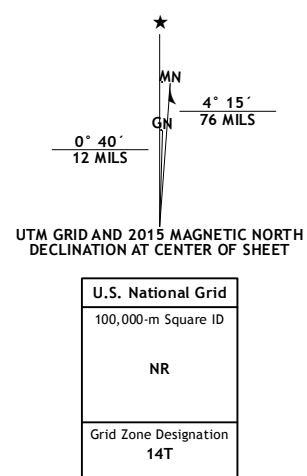 ★
MN
4° 15´
76 MILS
GN
0° 40´
12 MILS
UTM GRID AND 2015 MAGNETIC NORTH
DECLINATION AT CENTER OF SHEET
U.S. National Grid
100,000-m Square ID
NR
Grid Zone Designation
14T